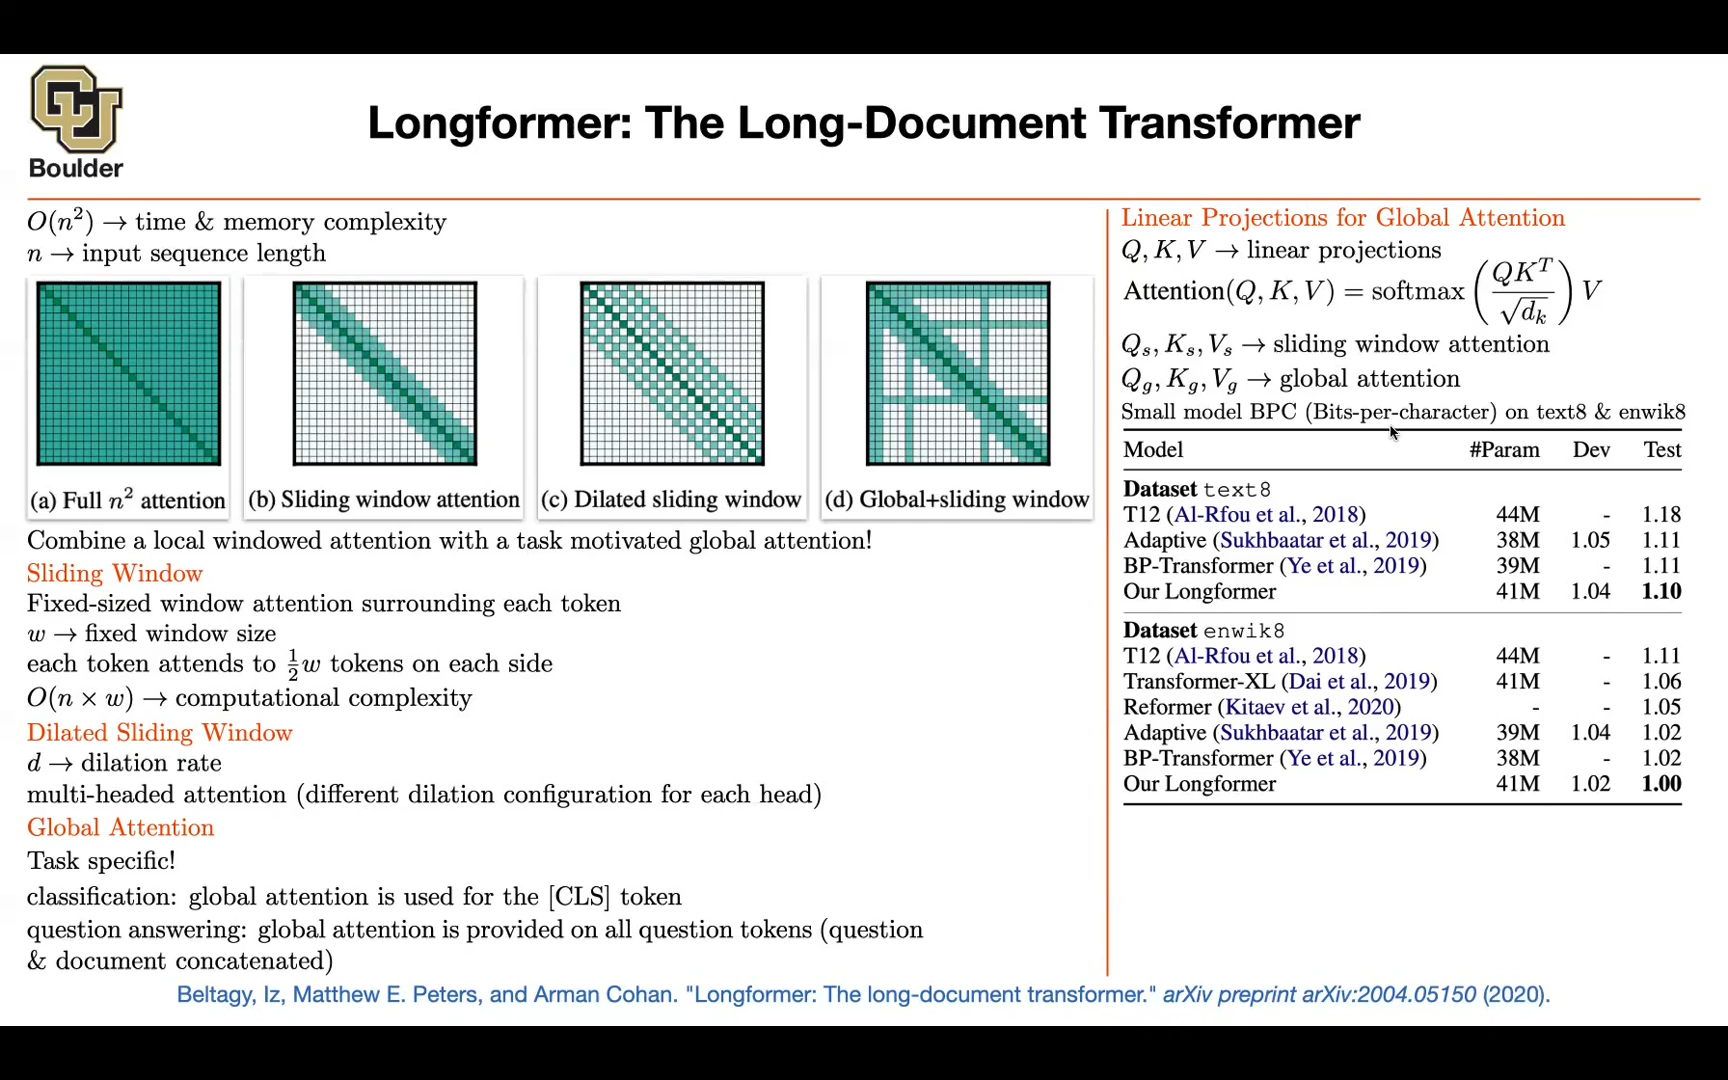 CU
Boulder
Longformer: The Long-Document Transformer
O(n²) → time & memory complexity
n → input sequence length
(a) Full n² attention
(b) Sliding window attention
(c) Dilated sliding window
(d) Global+sliding window
Combine a local windowed attention with a task motivated global attention!
Sliding Window
Fixed-sized window attention surrounding each token
w → fixed window size
each token attends to ½w tokens on each side
O(n × w) → computational complexity
Dilated Sliding Window
d → dilation rate
multi-headed attention (different dilation configuration for each head)
Global Attention
Task specific!
classification: global attention is used for the [CLS] token
question answering: global attention is provided on all question tokens (question
& document concatenated)
Linear Projections for Global Attention
Q, K, V → linear projections
Attention(Q, K, V) = softmax(QK^T / √d_k) V
Q_s, K_s, V_s → sliding window attention
Q_g, K_g, V_g → global attention
Small model BPC (Bits-per-character) on text8 & enwik8
Model #Param Dev Test
Dataset text8
T12 (Al-Rfou et al., 2018) 44M - 1.18
Adaptive (Sukhbaatar et al., 2019) 38M 1.05 1.11
BP-Transformer (Ye et al., 2019) 39M - 1.11
Our Longformer 41M 1.04 1.10
Dataset enwik8
T12 (Al-Rfou et al., 2018) 44M - 1.11
Transformer-XL (Dai et al., 2019) 41M - 1.06
Reformer (Kitaev et al., 2020) - - 1.05
Adaptive (Sukhbaatar et al., 2019) 39M 1.04 1.02
BP-Transformer (Ye et al., 2019) 38M - 1.02
Our Longformer 41M 1.02 1.00
Beltagy, Iz, Matthew E. Peters, and Arman Cohan. "Longformer: The long-document transformer." arXiv preprint arXiv:2004.05150 (2020).